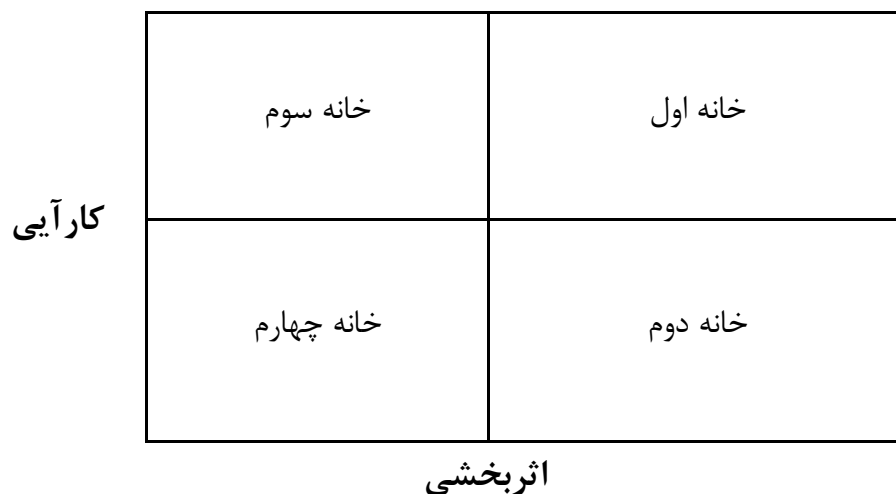 خانه اول
خانه سوم
کارآیی
خانه دوم
خانه چهارم
اثربخشی